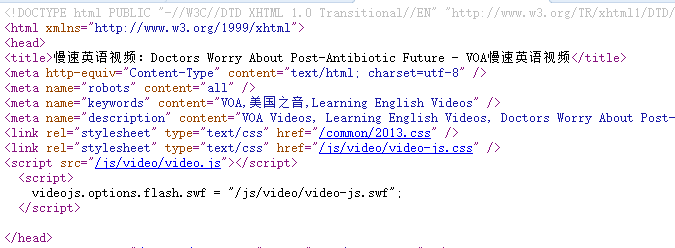 <!DOCTYPE html PUBLIC "-//W3C//DTD XHTML 1.0 Transitional//EN" "http://www.w3.org/TR/xhtml1/DTD/
<html xmlns="http://www.w3.org/1999/xhtml">
<head>
<title>慢速英语视频：Doctors Worry About Post-Antibiotic Future - VOA慢速英语视频</title>
<meta http-equiv="Content-Type" content="text/html; charset=utf-8" />
<meta name="robots" content="all" />
<meta name="keywords" content="VOA,美国之音,Learning English Videos" />
<meta name="description" content="VOA Videos, Learning English Videos, Doctors Worry About Post-
<link rel="stylesheet" type="text/css" href="/common/2013.css" />
<link rel="stylesheet" type="text/css" href="/js/video/video-js.css" />
<script src="/js/video/video.js"></script>
<script>
videojs.options.flash.swf = "/js/video/video-js.swf";
</script>
</head>